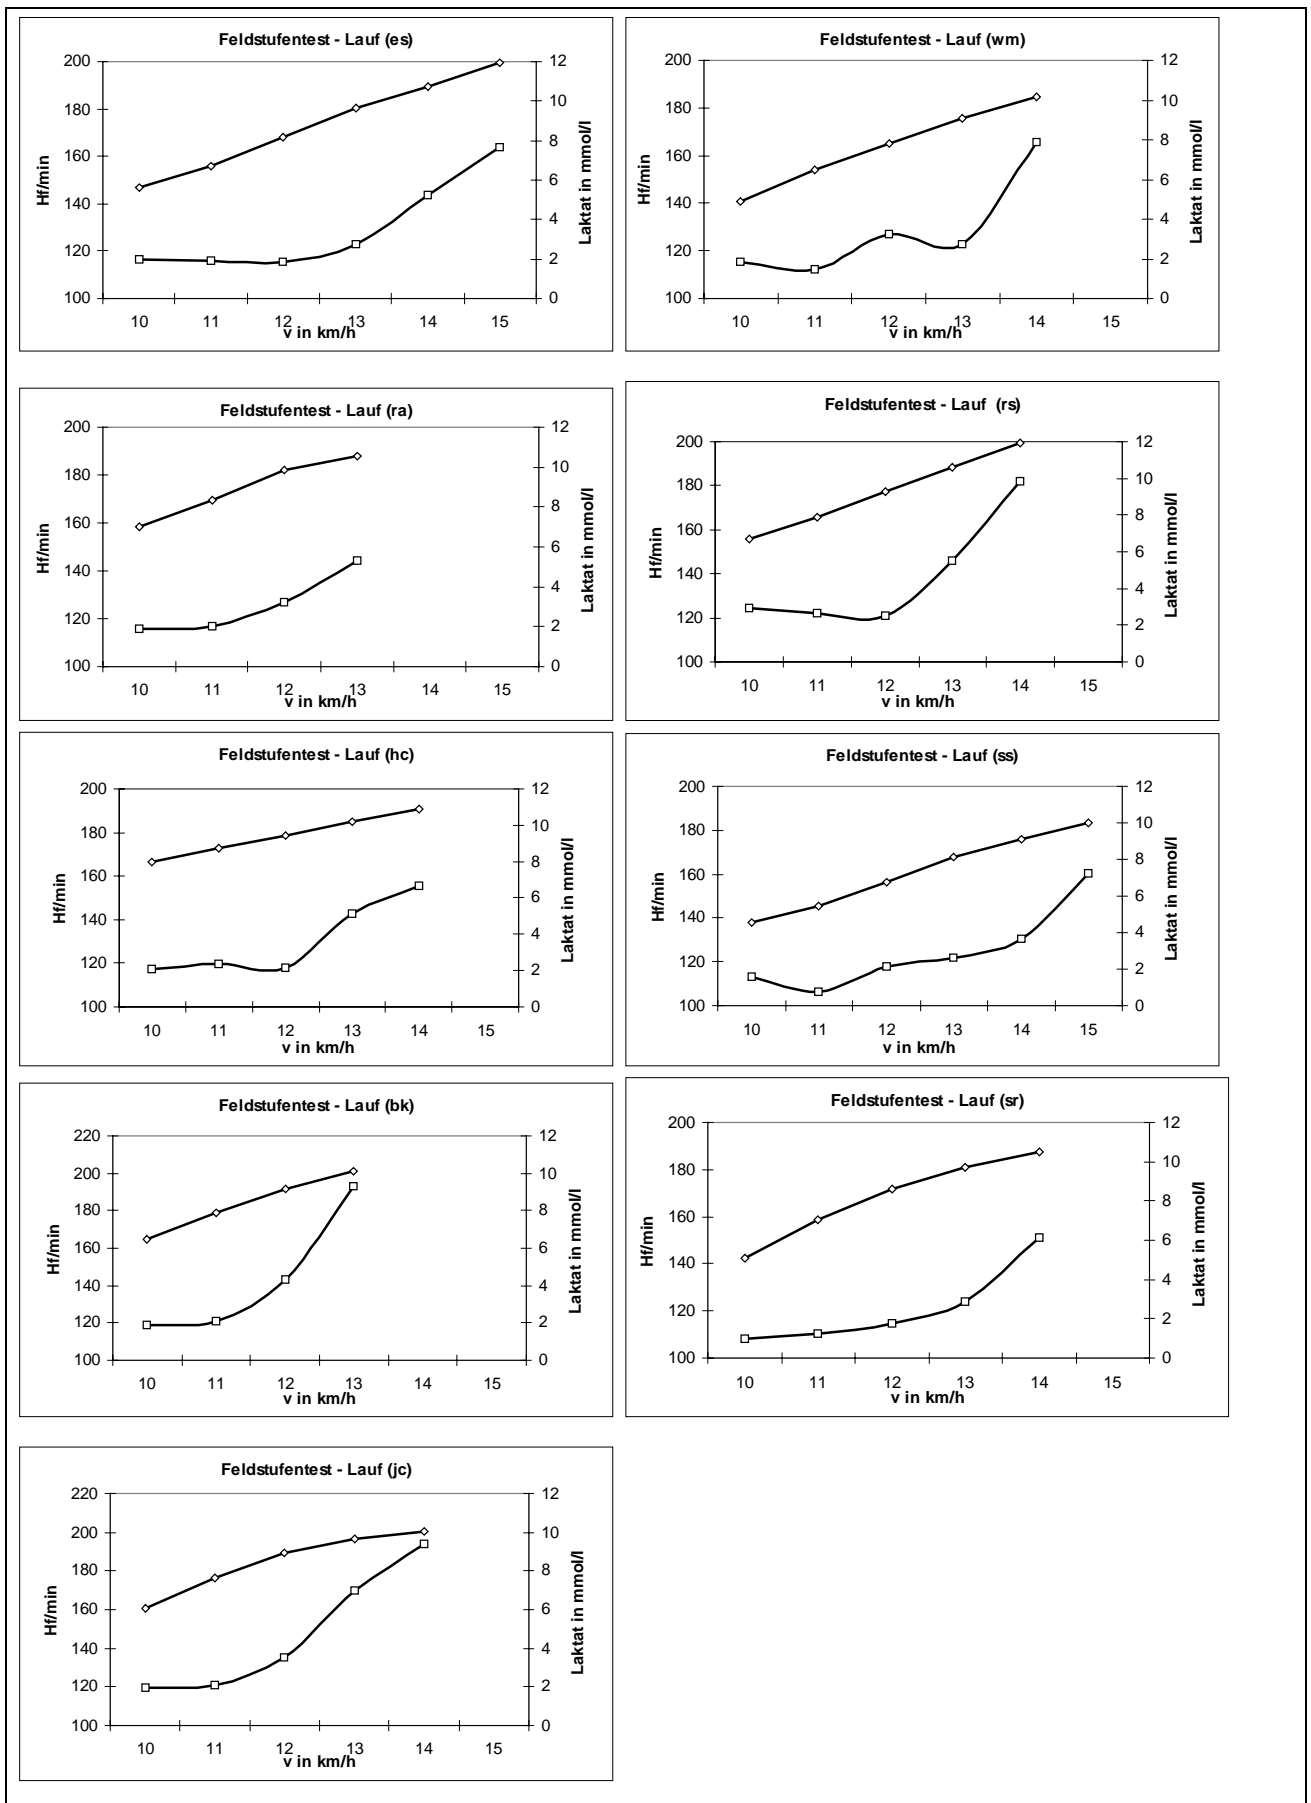 Feldstufentest - Lauf (es)
200
180
160
140
120
100
12
10
8
6
4
2
0
10 11 12 13 14 15
v in km/h
Hf/min
Laktat in mmol/l
Feldstufentest - Lauf (wm)
200
180
160
140
120
100
12
10
8
6
4
2
0
10 11 12 13 14 15
v in km/h
Hf/min
Laktat in mmol/l
Feldstufentest - Lauf (ra)
200
180
160
140
120
100
12
10
8
6
4
2
0
10 11 12 13 14 15
v in km/h
Hf/min
Laktat in mmol/l
Feldstufentest - Lauf (rs)
200
180
160
140
120
100
12
10
8
6
4
2
0
10 11 12 13 14 15
v in km/h
Hf/min
Laktat in mmol/l
Feldstufentest - Lauf (hc)
200
180
160
140
120
100
12
10
8
6
4
2
0
10 11 12 13 14 15
v in km/h
Hf/min
Laktat in mmol/l
Feldstufentest - Lauf (ss)
200
180
160
140
120
100
12
10
8
6
4
2
0
10 11 12 13 14 15
v in km/h
Hf/min
Laktat in mmol/l
Feldstufentest - Lauf (bk)
220
200
180
160
140
120
100
12
10
8
6
4
2
0
10 11 12 13 14 15
v in km/h
Hf/min
Laktat in mmol/l
Feldstufentest - Lauf (sr)
200
180
160
140
120
100
12
10
8
6
4
2
0
10 11 12 13 14 15
v in km/h
Hf/min
Laktat in mmol/l
Feldstufentest - Lauf (jc)
220
200
180
160
140
120
100
12
10
8
6
4
2
0
10 11 12 13 14 15
v in km/h
Hf/min
Laktat in mmol/l